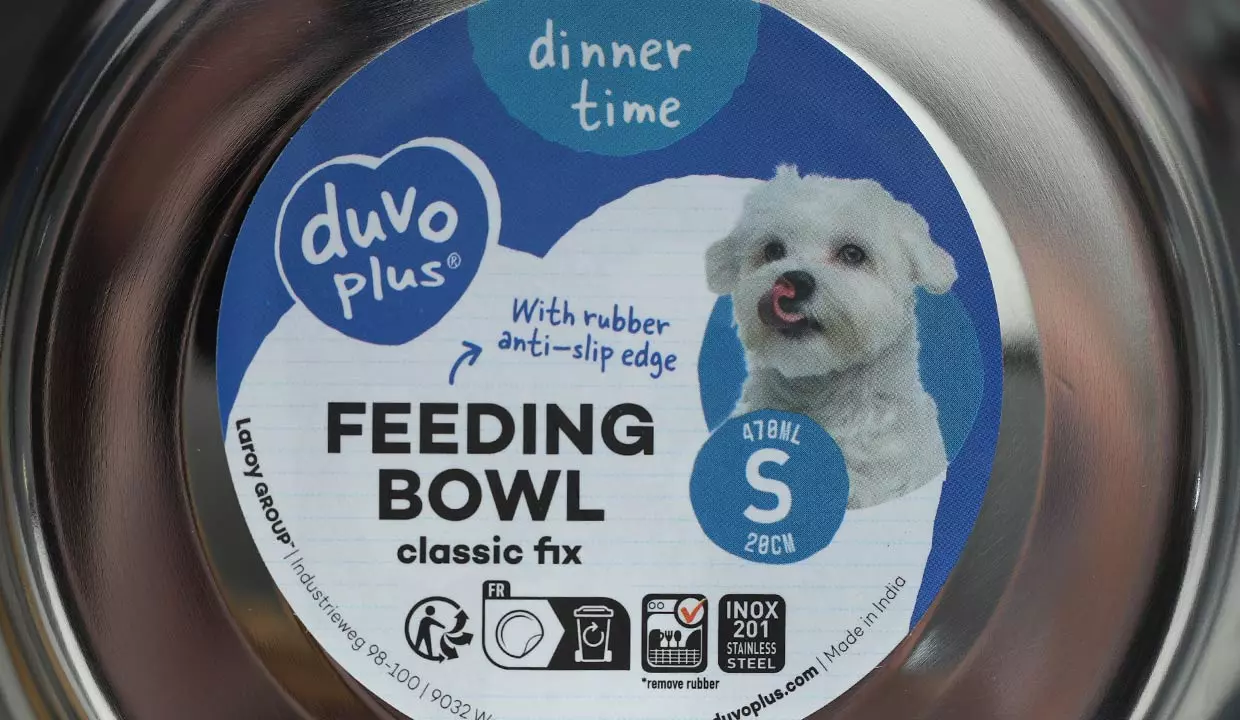 dinner
time
duvo
plus®
With rubber
anti-slip edge
FEEDING
BOWL
classic fix
470ML
S
20CM
FR
INOX
201
STAINLESS
STEEL
*remove rubber
Laroy GROUP™ | Industrieweg 98-100 | 9032
duvoplus.com | Made in India